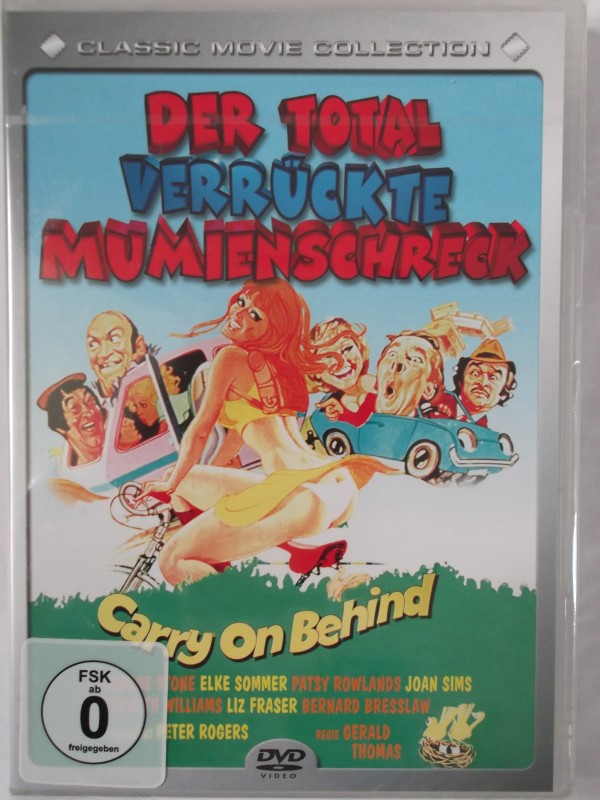 CLASSIC MOVIE COLLECTION
DER TOTAL
VERRÜCKTE
MUMIENSCHRECK
Carry On Behind
STONE ELKE SOMMER PATSY ROWLANDS JOAN SIMS
WILLIAMS LIZ FRASER BERNARD BRESSLAW
PETER ROGERS REGIE GERALD
THOMAS
FSK
ab
0
freigegeben
DVD
VIDEO